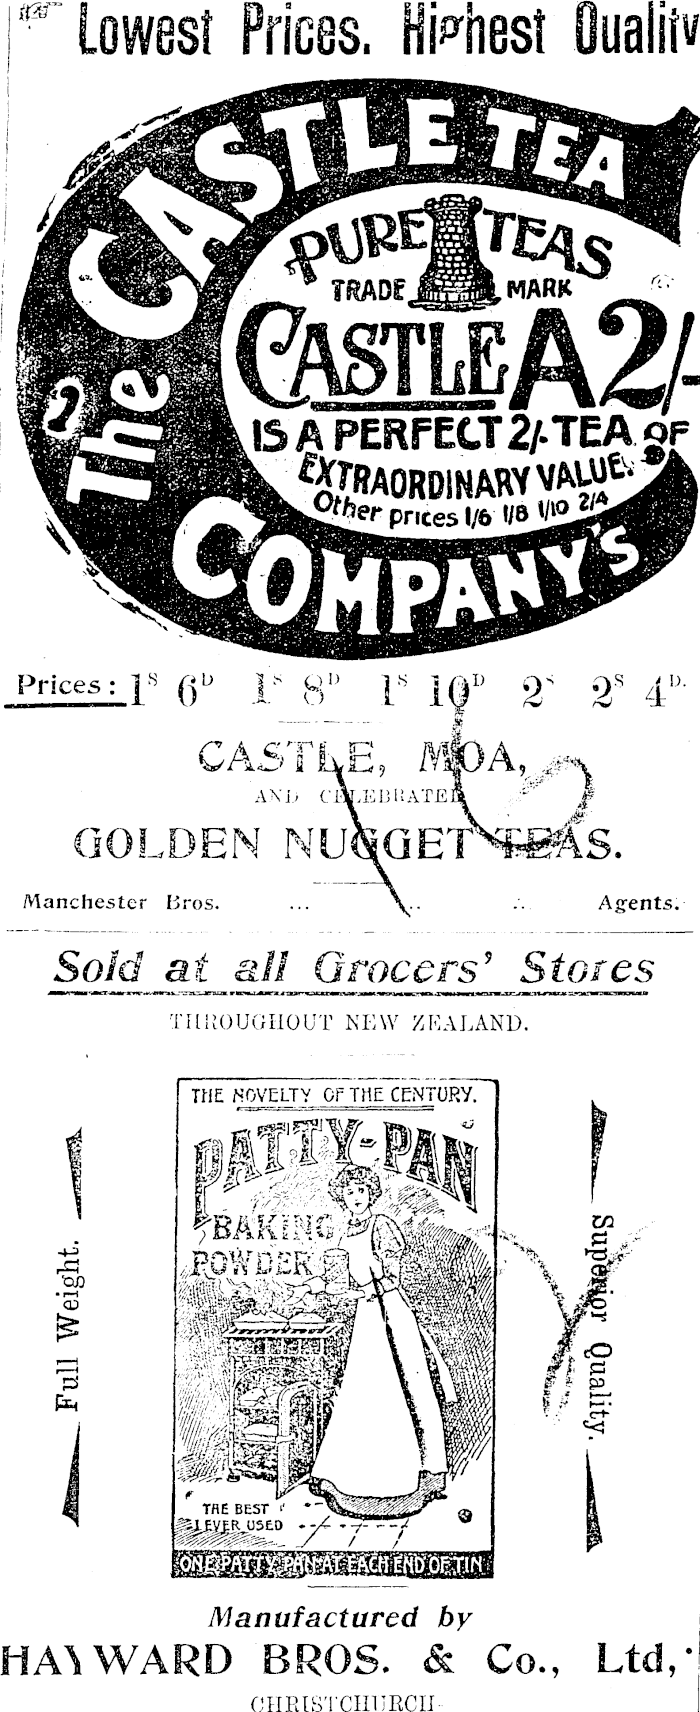 Lowest Prices. Highest Quality
The CASTLE TEA
COMPANY'S
PURE TEAS
TRADE MARK
CASTLE A 2/-
IS A PERFECT 2/- TEA OF
EXTRAORDINARY VALUE.
Other prices 1/6 1/8 1/10 2/4
Prices: 1S 6D 1S 8D 1S 10D 2S 2S 4D.
CASTLE, MOA,
AND CELEBRATED
GOLDEN NUGGET TEAS.
Manchester Bros. ... ... ... Agents.
Sold at all Grocers' Stores
THROUGHOUT NEW ZEALAND.
THE NOVELTY OF THE CENTURY.
PATTY-PAN
BAKING
POWDER
Full Weight.
Superior Quality.
THE BEST
I EVER USED
ONE PATTY PAN AT EACH END OF TIN
Manufactured by
HAYWARD BROS. & Co., Ltd,
CHRISTCHURCH